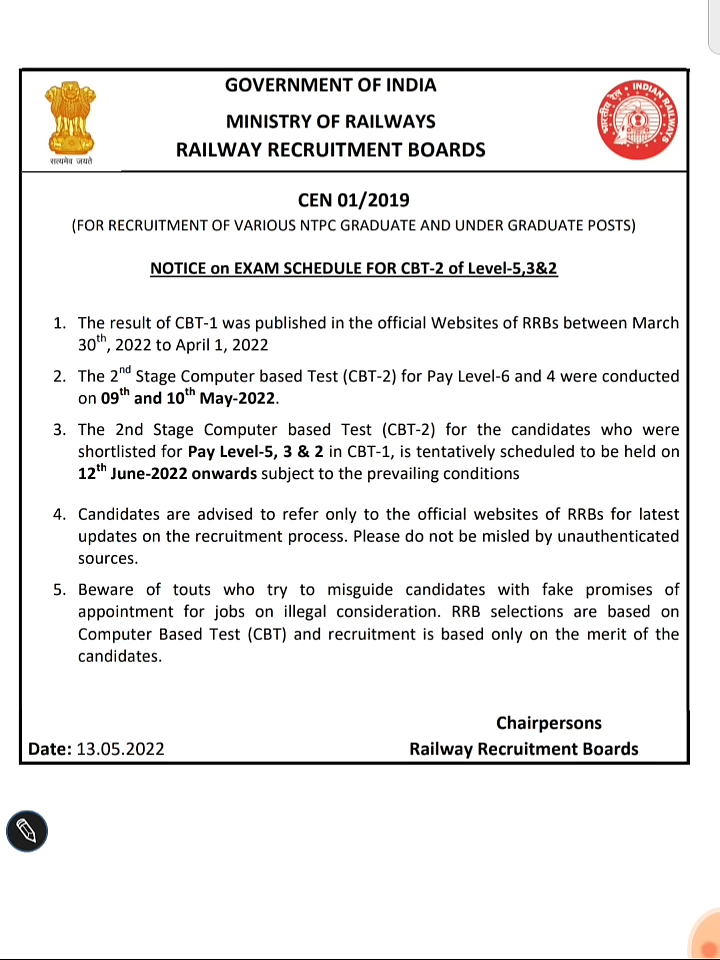 GOVERNMENT OF INDIA
MINISTRY OF RAILWAYS
RAILWAY RECRUITMENT BOARDS
सत्यमेव जयते
भारतीय रेल • INDIAN RAILWAYS
CEN 01/2019
(FOR RECRUITMENT OF VARIOUS NTPC GRADUATE AND UNDER GRADUATE POSTS)
NOTICE on EXAM SCHEDULE FOR CBT-2 of Level-5,3&2
1. The result of CBT-1 was published in the official Websites of RRBs between March
30th, 2022 to April 1, 2022
2. The 2nd Stage Computer based Test (CBT-2) for Pay Level-6 and 4 were conducted
on 09th and 10th May-2022.
3. The 2nd Stage Computer based Test (CBT-2) for the candidates who were
shortlisted for Pay Level-5, 3 & 2 in CBT-1, is tentatively scheduled to be held on
12th June-2022 onwards subject to the prevailing conditions
4. Candidates are advised to refer only to the official websites of RRBs for latest
updates on the recruitment process. Please do not be misled by unauthenticated
sources.
5. Beware of touts who try to misguide candidates with fake promises of
appointment for jobs on illegal consideration. RRB selections are based on
Computer Based Test (CBT) and recruitment is based only on the merit of the
candidates.
Chairpersons
Date: 13.05.2022 Railway Recruitment Boards